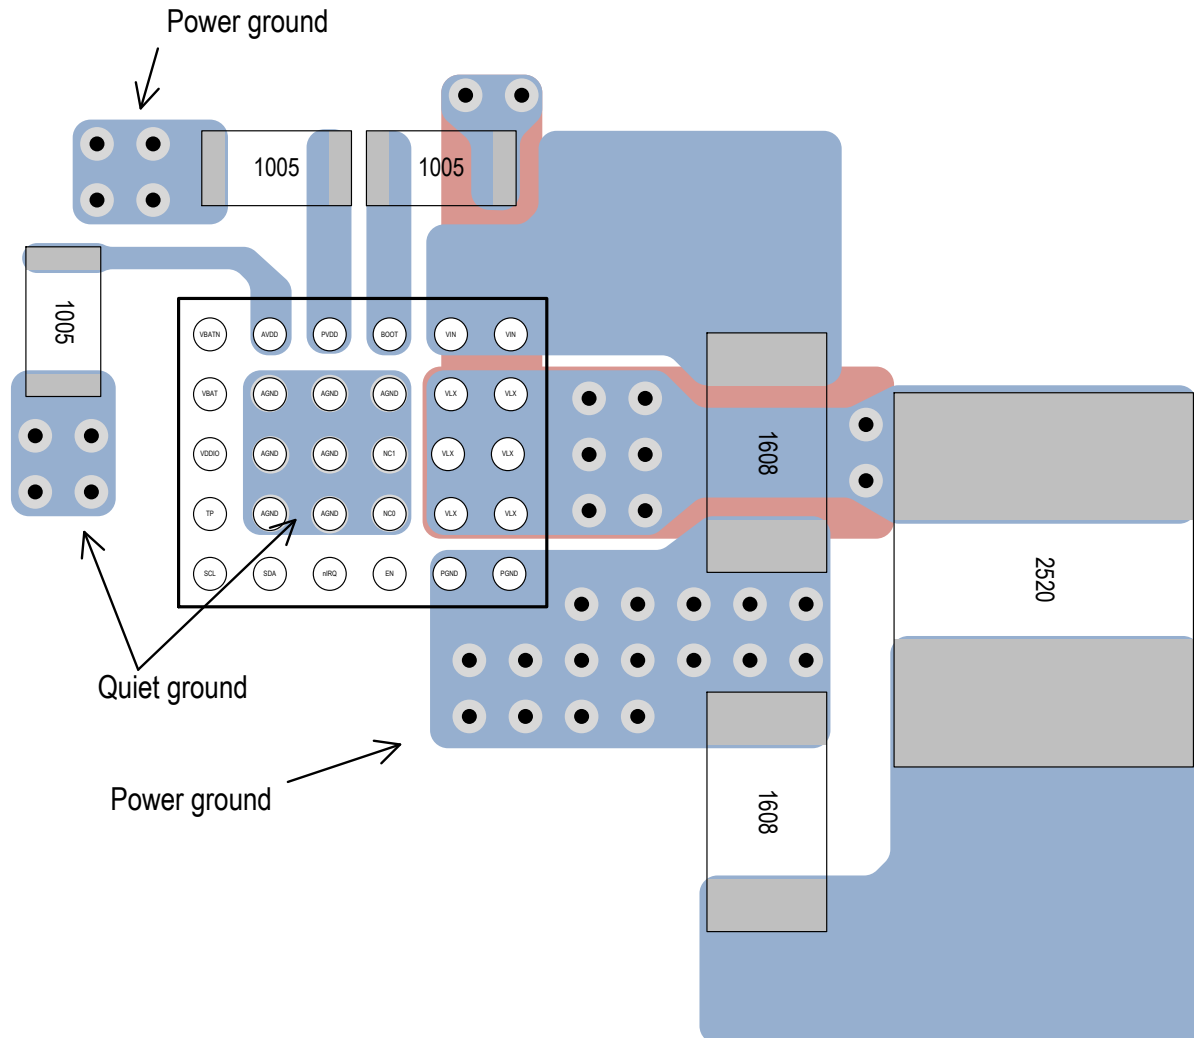 Power ground
1005
1005
1005
VBATN AVDD PVDD BOOT VIN VIN
VBAT AGND AGND AGND VLX VLX
VDDIO AGND AGND NC1 VLX VLX
TP AGND AGND NC0 VLX VLX
SCL SDA nIRQ EN PGND PGND
1608
2520
Quiet ground
Power ground
1608